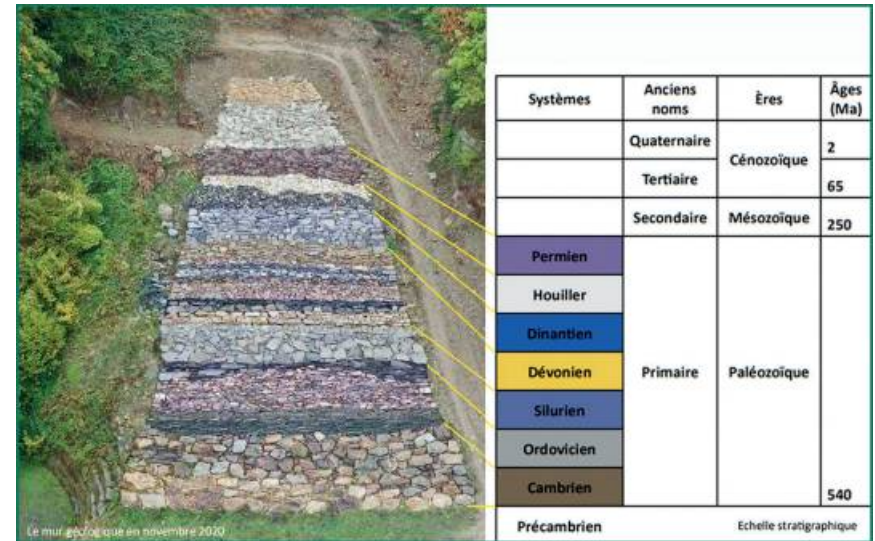 Systèmes
Anciens
noms
Ères
Âges
(Ma)
Quaternaire
Cénozoïque
2
Tertiaire
65
Secondaire
Mésozoïque
250
Permien
Houiller
Dinantien
Dévonien
Primaire
Paléozoïque
Silurien
Ordovicien
Cambrien
540
Précambrien
Echelle stratigraphique
Le mur géologique en novembre 2020